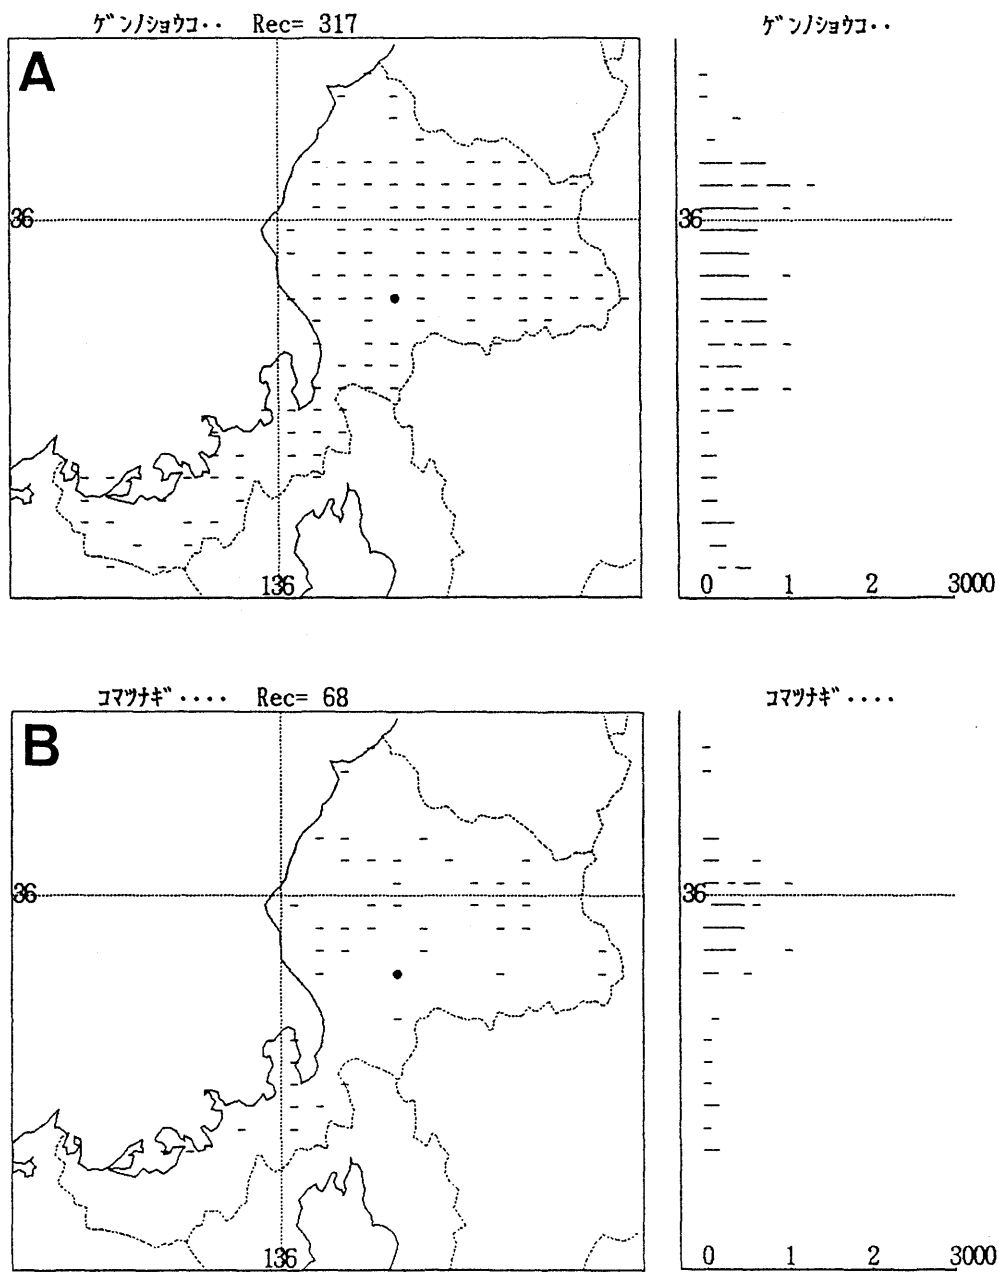 ｹﾞﾝﾉｼｮｳｺ·· Rec= 317
ｹﾞﾝﾉｼｮｳｺ··
A
36
36
136
0 1 2 3000
ｺﾏﾂﾅｷﾞ···· Rec= 68
ｺﾏﾂﾅｷﾞ····
B
36
36
136
0 1 2 3000